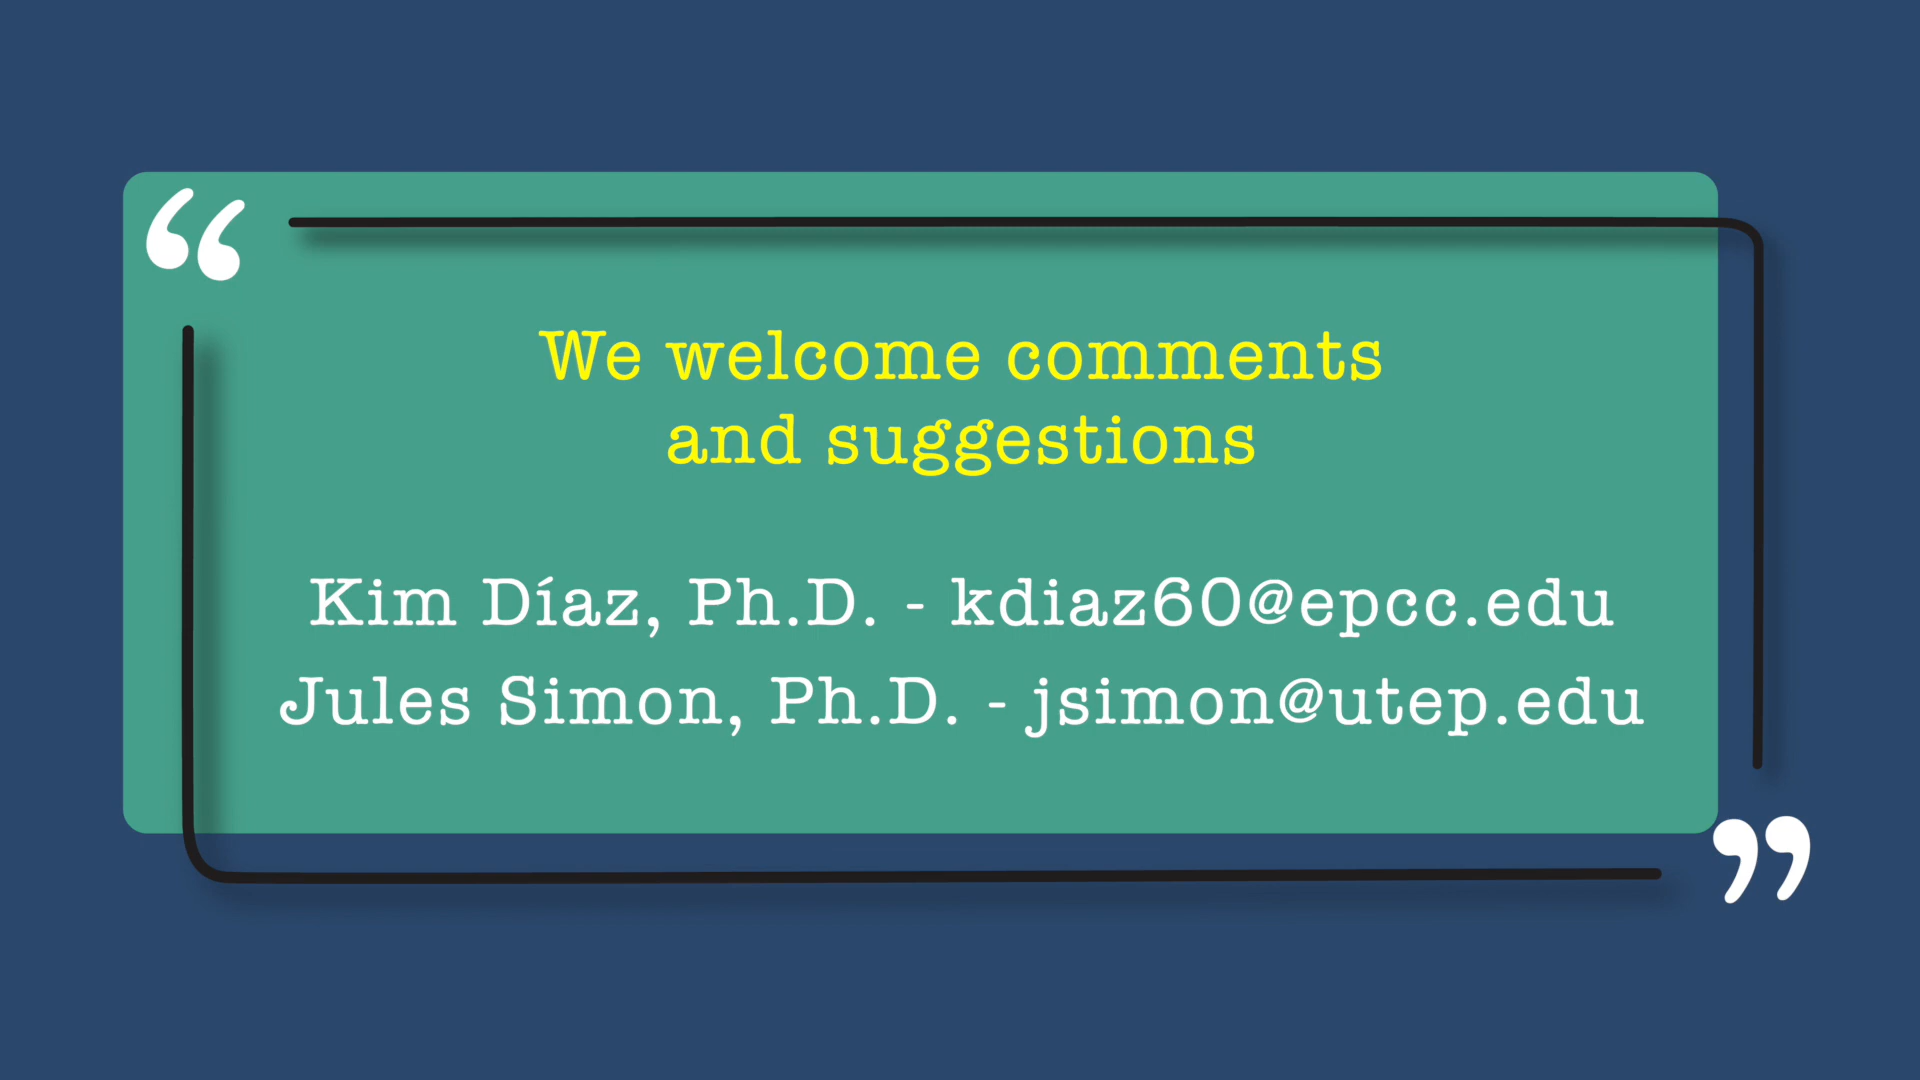 We welcome comments
and suggestions
Kim Díaz, Ph.D. - kdiaz60@epcc.edu
Jules Simon, Ph.D. - jsimon@utep.edu